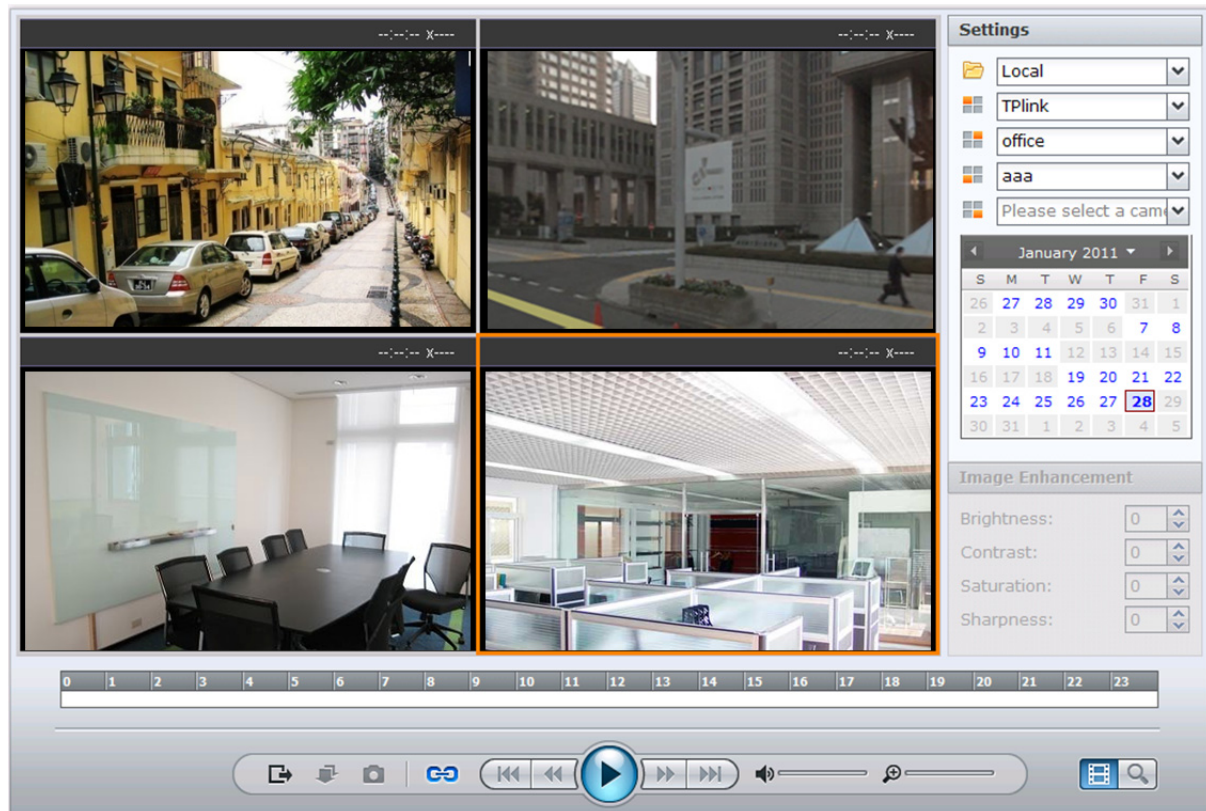 --:--:-- X----
--:--:-- X----
--:--:-- X----
--:--:-- X----
Settings
Local
TPlink
office
aaa
Please select a came
January 2011
S M T W T F S
26 27 28 29 30 31 1
2 3 4 5 6 7 8
9 10 11 12 13 14 15
16 17 18 19 20 21 22
23 24 25 26 27 28 29
30 31 1 2 3 4 5
Image Enhancement
Brightness: 0
Contrast: 0
Saturation: 0
Sharpness: 0
0 1 2 3 4 5 6 7 8 9 10 11 12 13 14 15 16 17 18 19 20 21 22 23